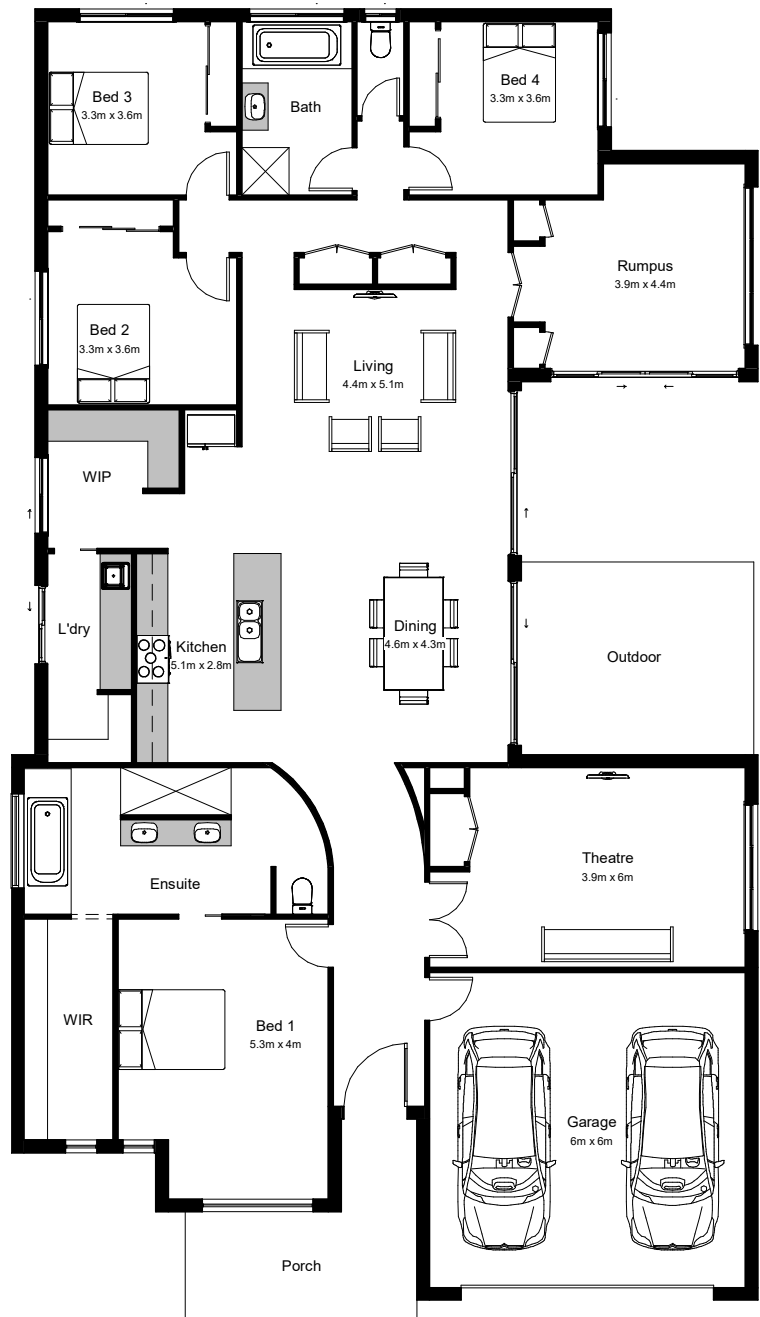 Bed 3
3.3m x 3.6m
Bath
Bed 4
3.3m x 3.6m
Rumpus
3.9m x 4.4m
Bed 2
3.3m x 3.6m
Living
4.4m x 5.1m
WIP
L'dry
Kitchen
5.1m x 2.8m
Dining
4.6m x 4.3m
Outdoor
Ensuite
Theatre
3.9m x 6m
WIR
Bed 1
5.3m x 4m
Garage
6m x 6m
Porch